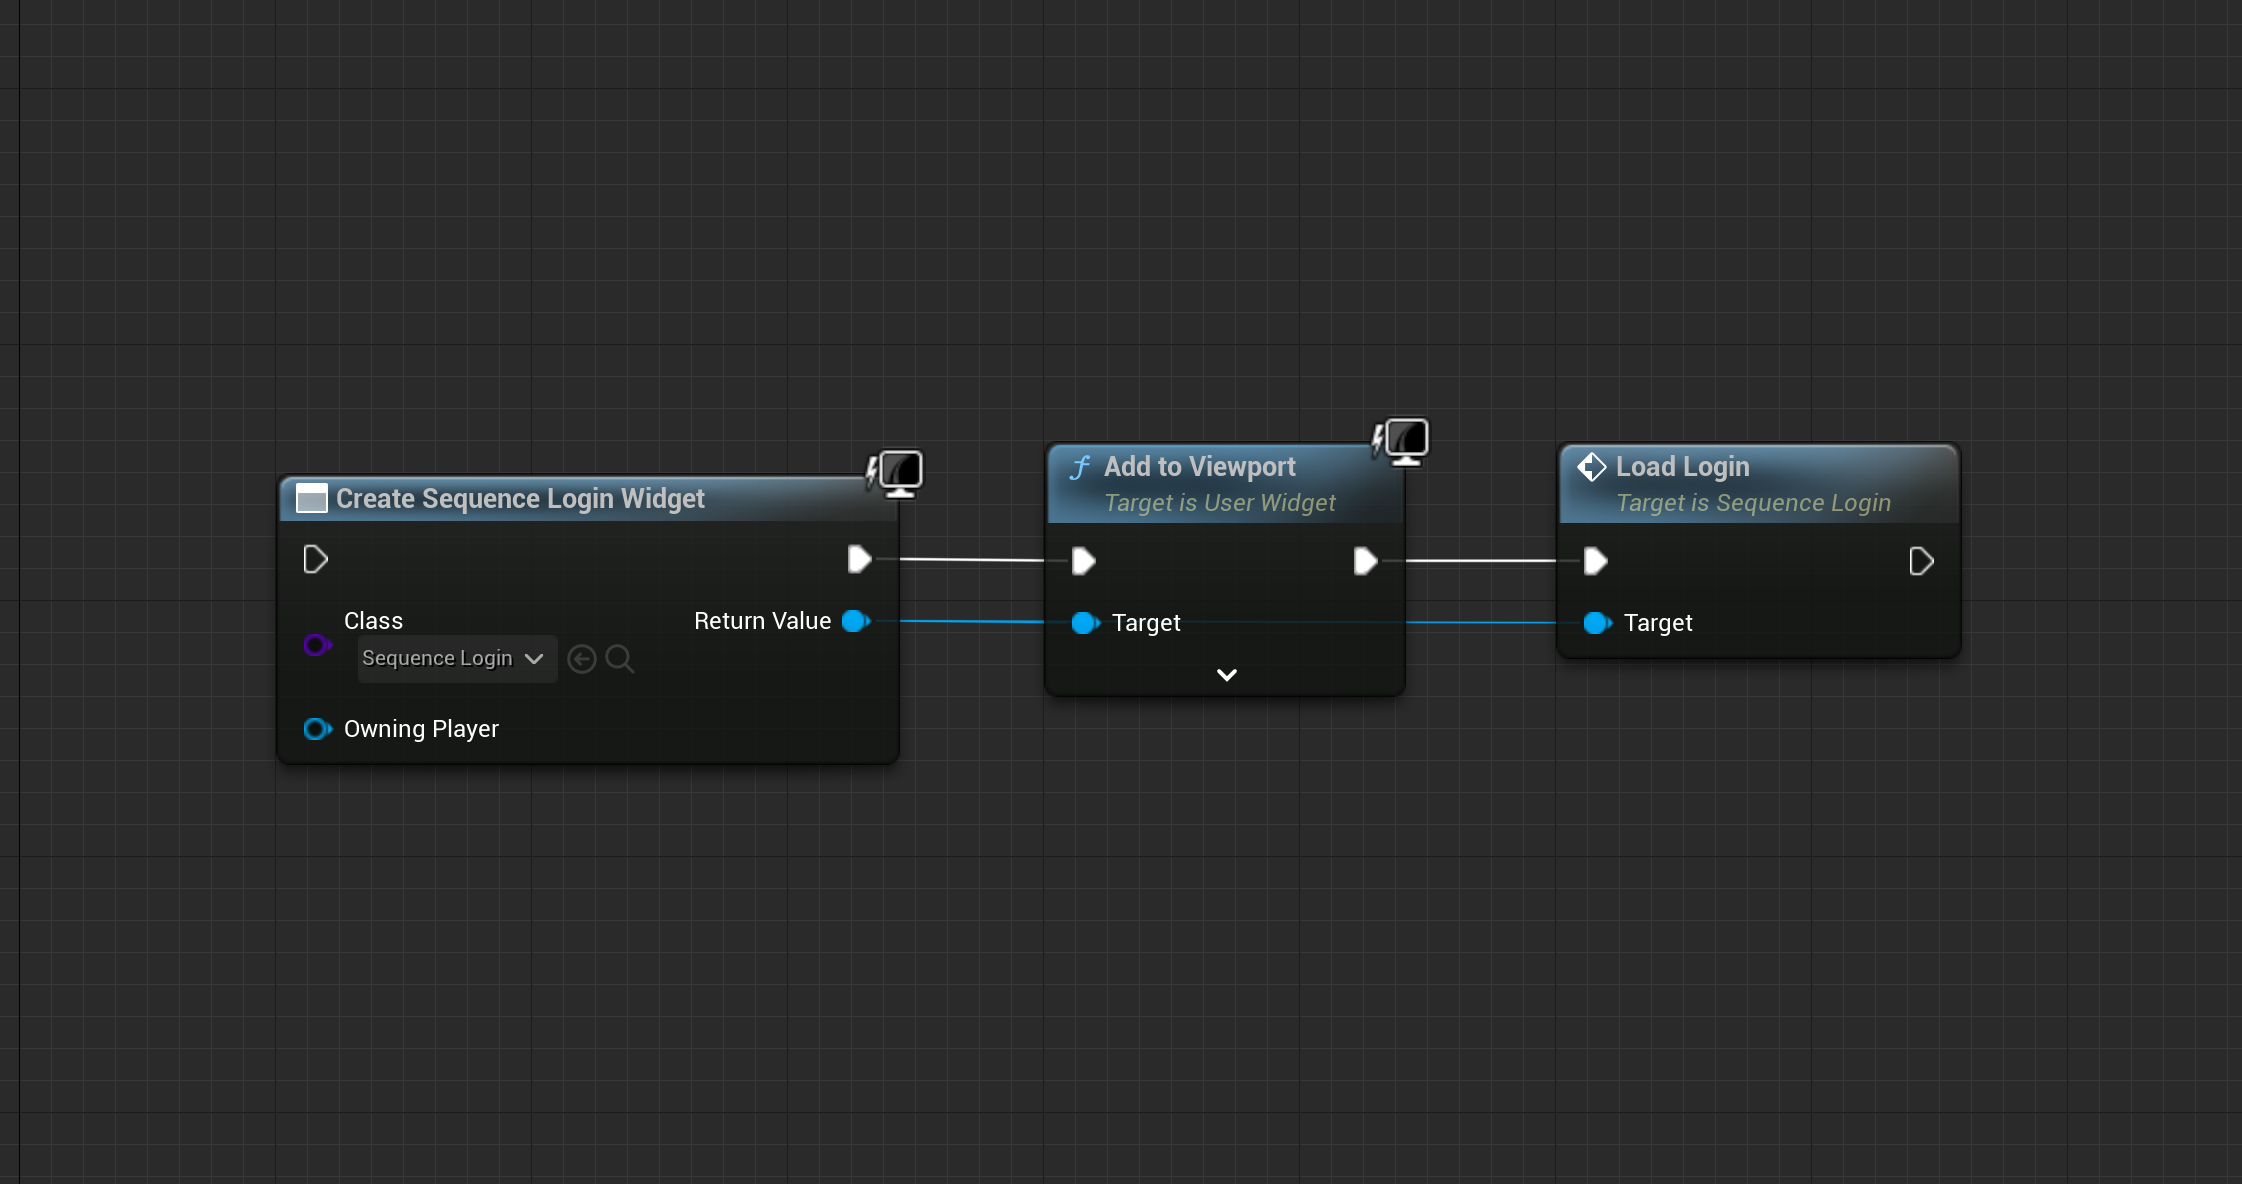 Create Sequence Login Widget
Class
Sequence Login
Return Value
Owning Player
f Add to Viewport
Target is User Widget
Target
Load Login
Target is Sequence Login
Target